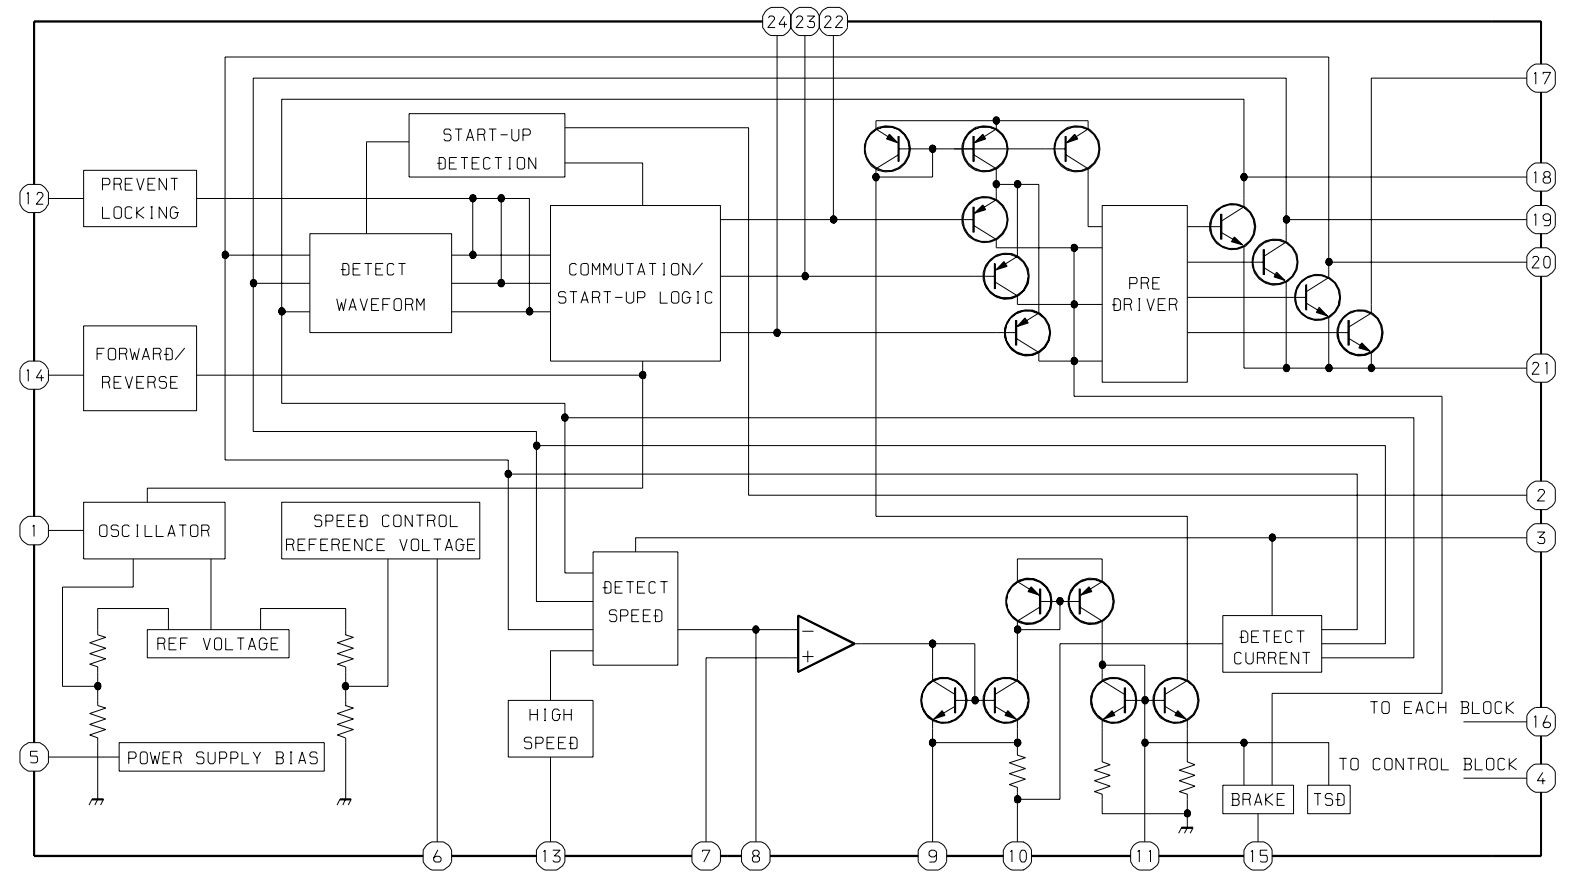 24 23 22
17
START-UP
DETECTION
PREVENT
LOCKING
12
18
19
20
DETECT
WAVEFORM
COMMUTATION/
START-UP LOGIC
PRE
DRIVER
FORWARD/
REVERSE
14
21
2
1
OSCILLATOR
SPEED CONTROL
REFERENCE VOLTAGE
3
DETECT
SPEED
REF VOLTAGE
−
+
DETECT
CURRENT
HIGH
SPEED
TO EACH BLOCK
16
5
POWER SUPPLY BIAS
TO CONTROL BLOCK
4
BRAKE
TSD
6 13 7 8 9 10 11 15